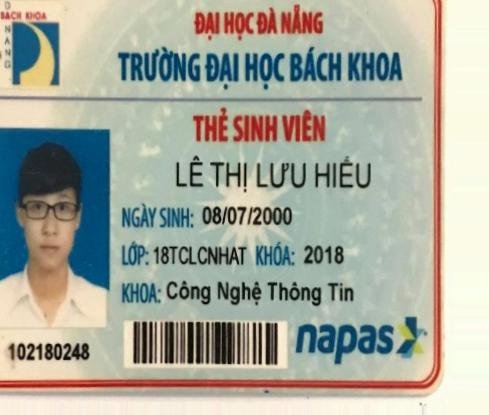 BÁCH KHOA
ĐẠI HỌC ĐÀ NẴNG
TRƯỜNG ĐẠI HỌC BÁCH KHOA
THẺ SINH VIÊN
LÊ THỊ LƯU HIẾU
NGÀY SINH: 08/07/2000
LỚP: 18TCLCNHAT KHÓA: 2018
KHOA: Công Nghệ Thông Tin
102180248
napas